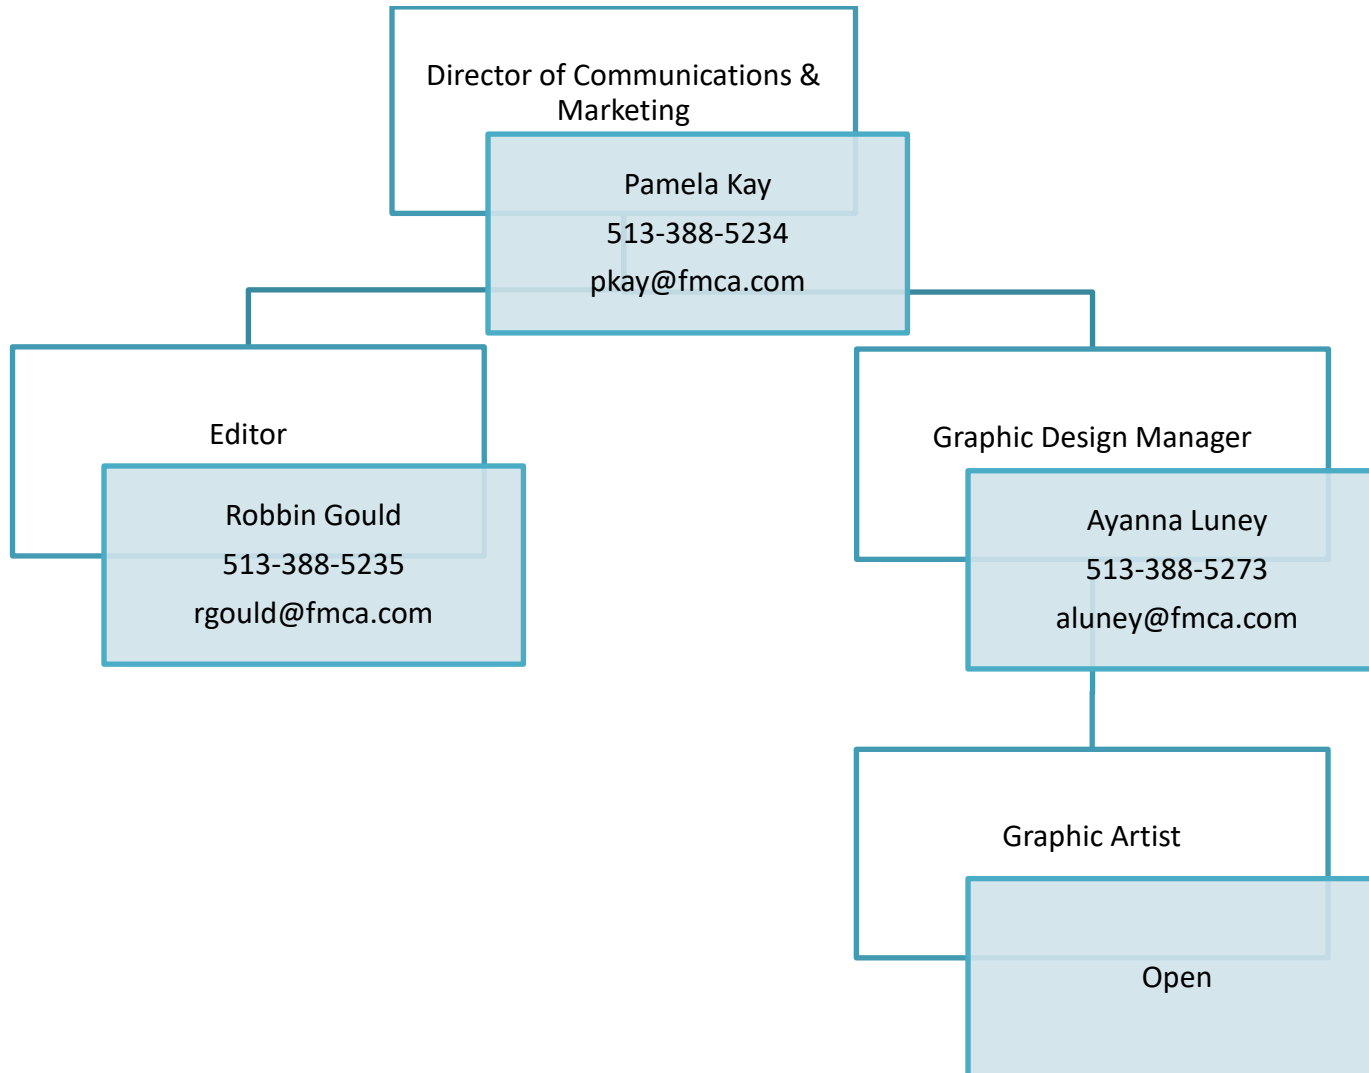 Director of Communications &
Marketing
Pamela Kay
513-388-5234
pkay@fmca.com
Editor
Robbin Gould
513-388-5235
rgould@fmca.com
Graphic Design Manager
Ayanna Luney
513-388-5273
aluney@fmca.com
Graphic Artist
Open